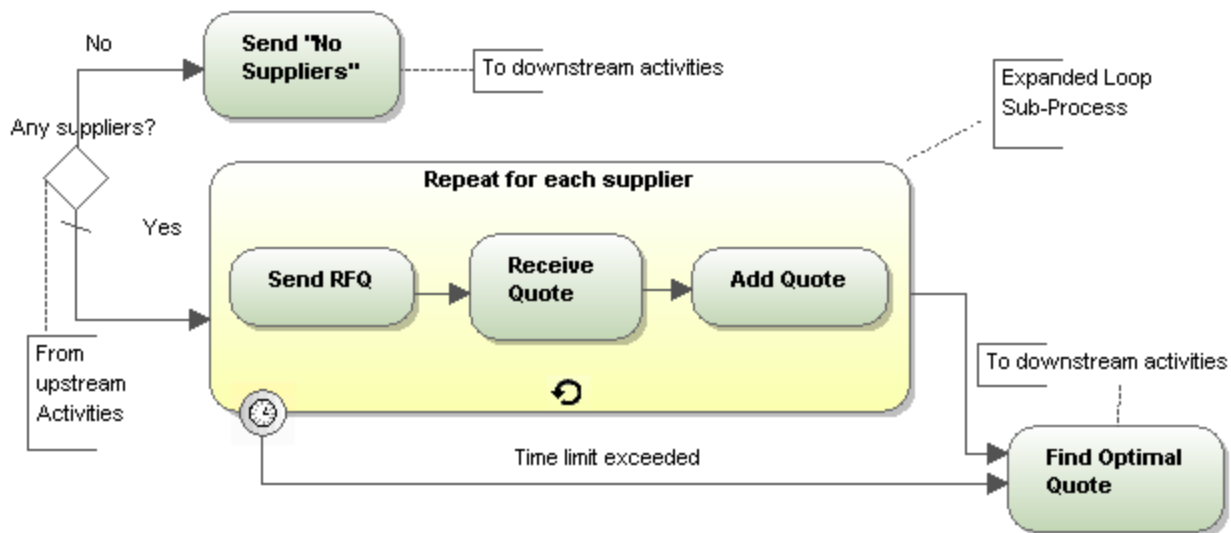 No
Send "No
Suppliers"
To downstream activities
Expanded Loop
Sub-Process
Any suppliers?
Repeat for each supplier
Yes
Send RFQ
Receive
Quote
Add Quote
From
upstream
Activities
To downstream activities
Time limit exceeded
Find Optimal
Quote